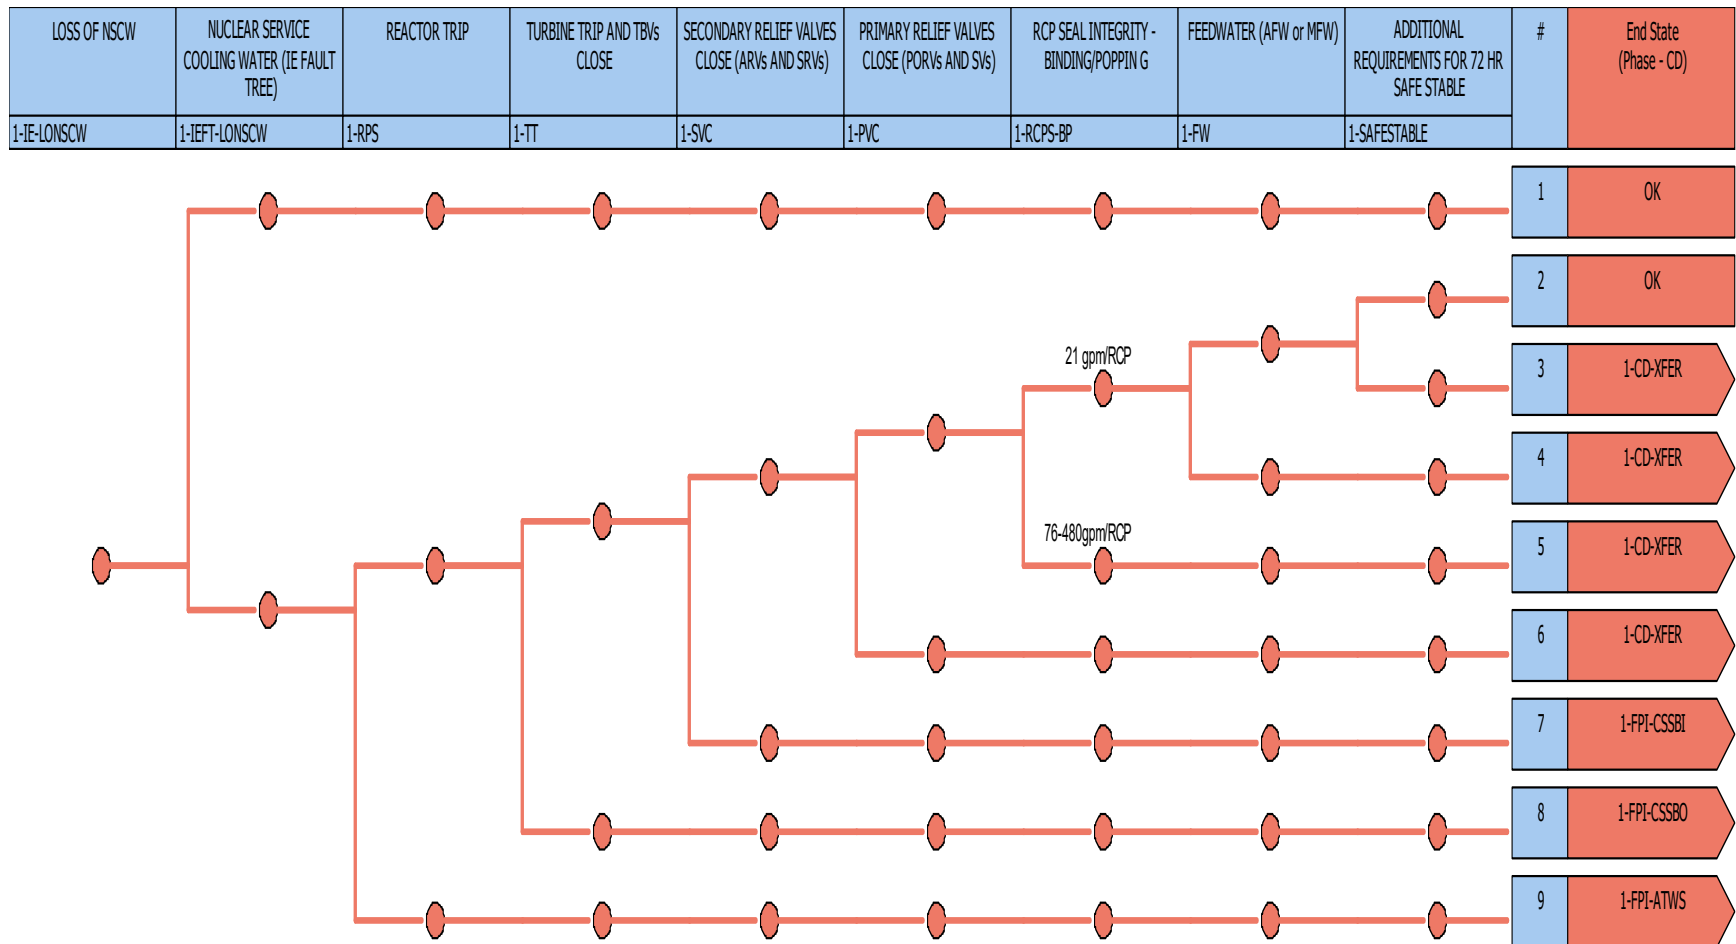 LOSS OF NSCW
NUCLEAR SERVICE
COOLING WATER (IE FAULT
TREE)
REACTOR TRIP
TURBINE TRIP AND TBVs
CLOSE
SECONDARY RELIEF VALVES
CLOSE (ARVs AND SRVs)
PRIMARY RELIEF VALVES
CLOSE (PORVs AND SVs)
RCP SEAL INTEGRITY -
BINDING/POPPIN G
FEEDWATER (AFW or MFW)
ADDITIONAL
REQUIREMENTS FOR 72 HR
SAFE STABLE
#
End State
(Phase - CD)
1-IE-LONSCW
1-IEFT-LONSCW
1-RPS
1-TT
1-SVC
1-PVC
1-RCPS-BP
1-FW
1-SAFESTABLE
1
OK
2
OK
21 gpm/RCP
3
1-CD-XFER
4
1-CD-XFER
76-480gpm/RCP
5
1-CD-XFER
6
1-CD-XFER
7
1-FPI-CSSBI
8
1-FPI-CSSBO
9
1-FPI-ATWS